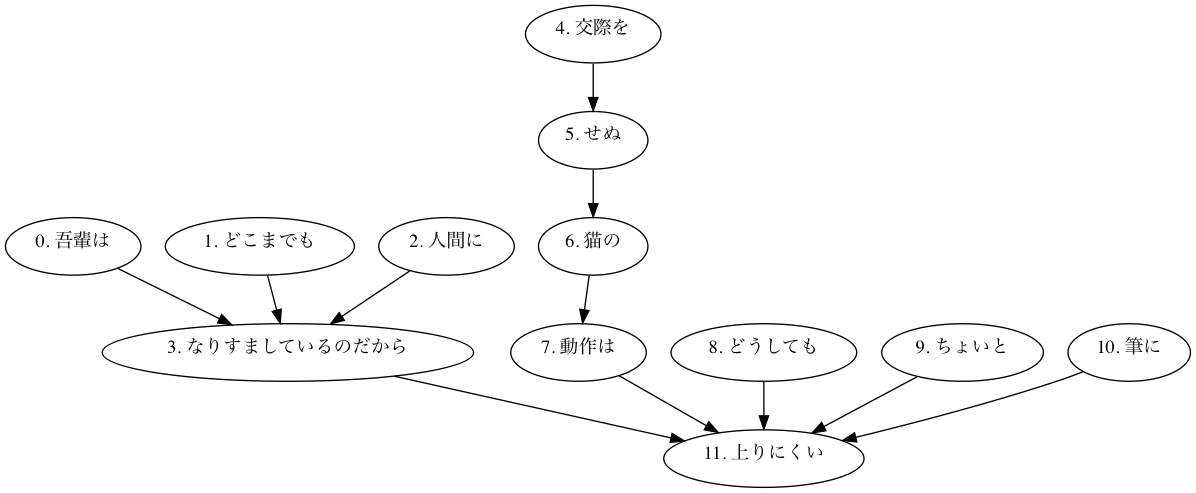 4. 交際を
5. せぬ
0. 吾輩は
1. どこまでも
2. 人間に
6. 猫の
3. なりすましているのだから
7. 動作は
8. どうしても
9. ちょいと
10. 筆に
11. 上りにくい